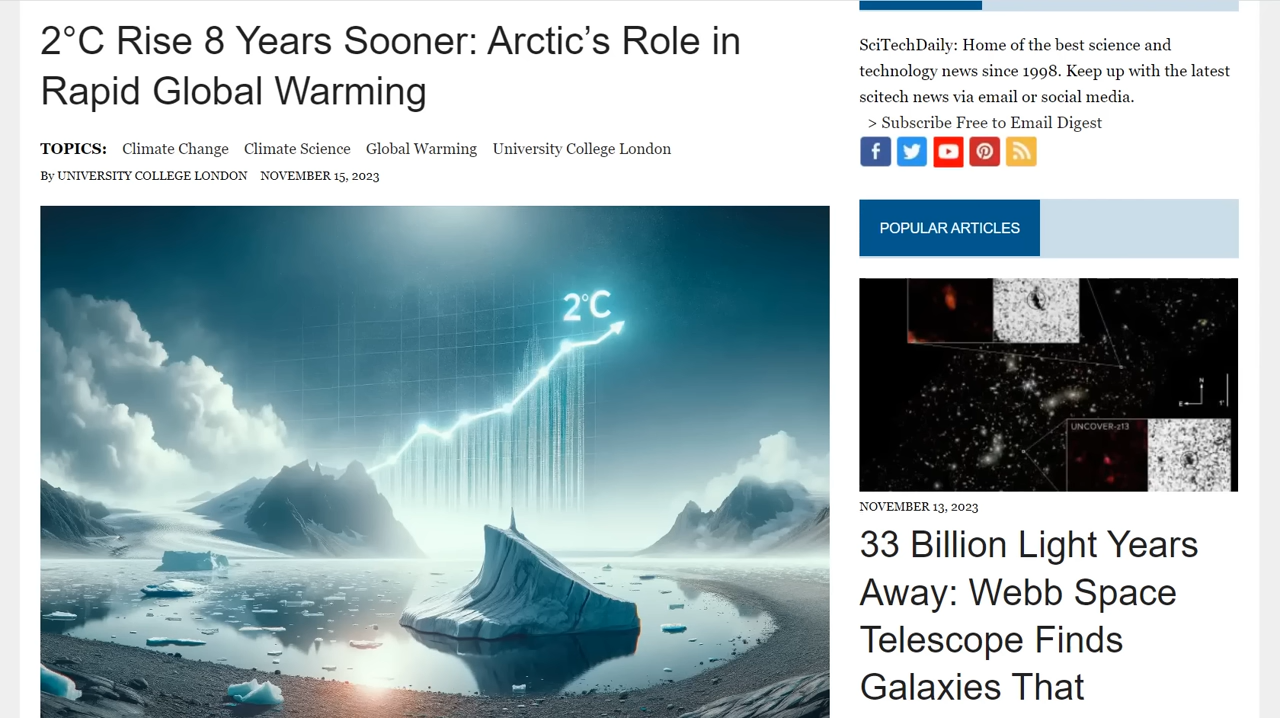 2°C Rise 8 Years Sooner: Arctic’s Role in
Rapid Global Warming
TOPICS: Climate Change Climate Science Global Warming University College London
By UNIVERSITY COLLEGE LONDON NOVEMBER 15, 2023
2°C
SciTechDaily: Home of the best science and
technology news since 1998. Keep up with the latest
scitech news via email or social media.
> Subscribe Free to Email Digest
POPULAR ARTICLES
N
E
1'
UNCOVER-z13
NOVEMBER 13, 2023
33 Billion Light Years
Away: Webb Space
Telescope Finds
Galaxies That